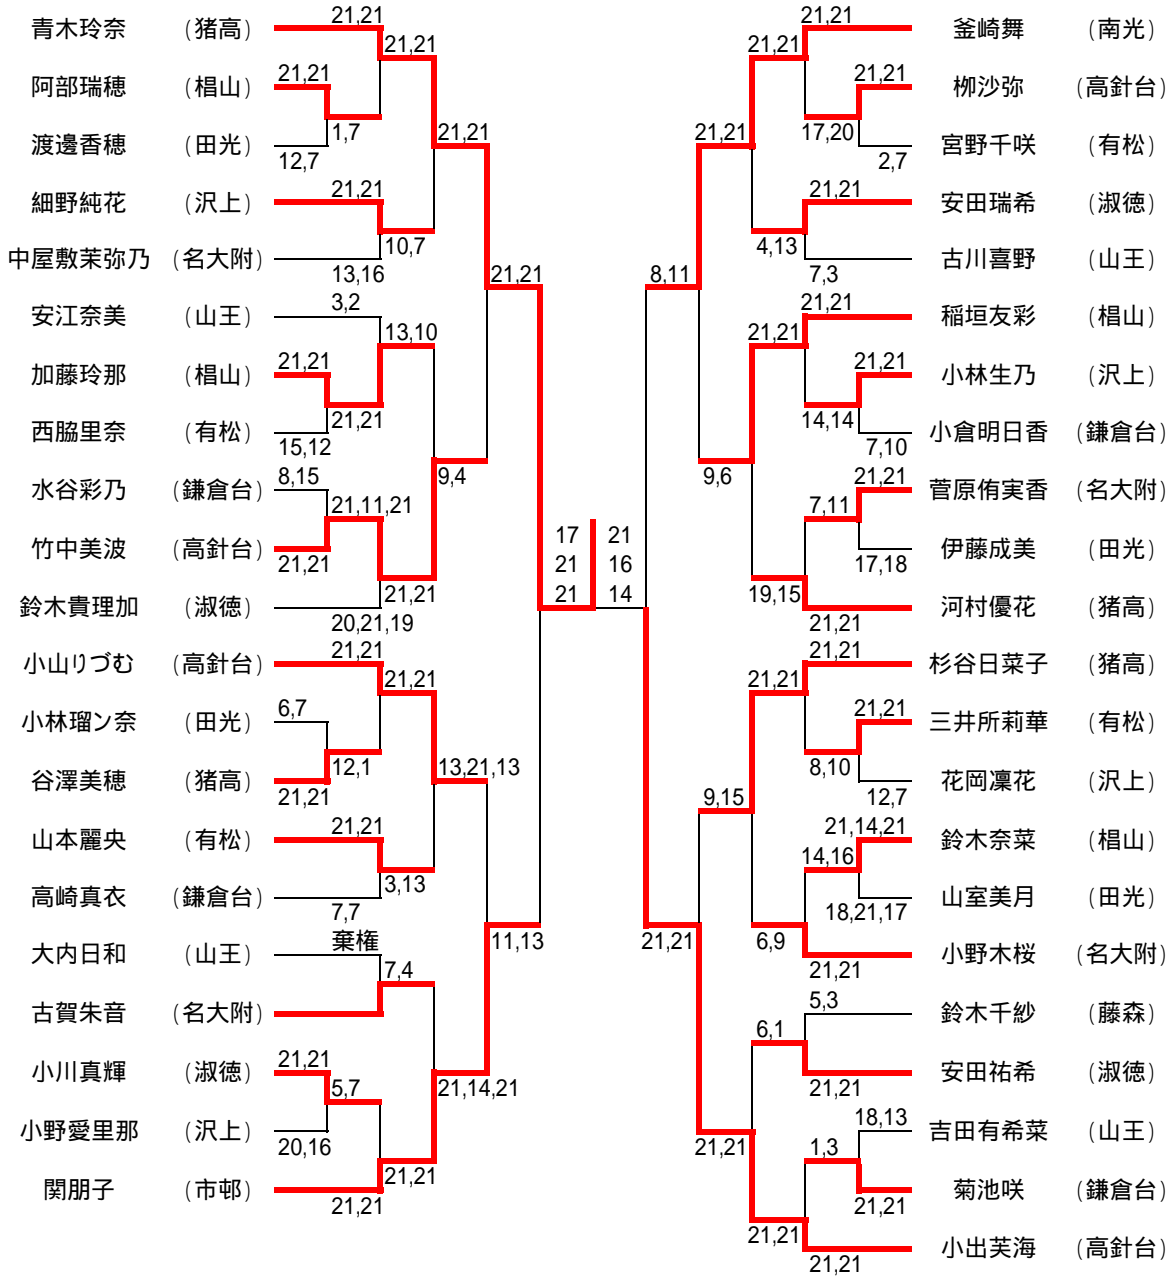 21,21
青木玲奈 (猪高)
21,21
21,21
阿部瑞穂 (椙山)
1,7
渡邉香穂 (田光)
12,7
21,21
21,21
細野純花 (沢上)
10,7
中屋敷茉弥乃 (名大附)
13,16
21,21
3,2
安江奈美 (山王)
13,10
21,21
加藤玲那 (椙山)
21,21
西脇里奈 (有松)
15,12
9,4
8,15
水谷彩乃 (鎌倉台)
21,11,21
竹中美波 (高針台)
21,21
21,21
鈴木貴理加 (淑徳)
20,21,19
21,21
小山りづむ (高針台)
21,21
6,7
小林瑠ン奈 (田光)
12,1
谷澤美穂 (猪高)
21,21
13,21,13
21,21
山本麗央 (有松)
3,13
高崎真衣 (鎌倉台)
7,7
11,13
棄権
大内日和 (山王)
7,4
古賀朱音 (名大附)
21,21
小川真輝 (淑徳)
5,7
21,14,21
小野愛里那 (沢上)
20,16
21,21
関朋子 (市邨)
21,21
17 21
21 16
21 14
21,21
釜崎舞 (南光)
21,21
21,21
栁沙弥 (高針台)
17,20
宮野千咲 (有松)
2,7
21,21
21,21
安田瑞希 (淑徳)
4,13
古川喜野 (山王)
7,3
8,11
21,21
稲垣友彩 (椙山)
21,21
21,21
小林生乃 (沢上)
14,14
小倉明日香 (鎌倉台)
7,10
9,6
21,21
菅原侑実香 (名大附)
7,11
伊藤成美 (田光)
17,18
19,15
河村優花 (猪高)
21,21
21,21
杉谷日菜子 (猪高)
21,21
21,21
三井所莉華 (有松)
8,10
花岡凜花 (沢上)
12,7
9,15
21,14,21
鈴木奈菜 (椙山)
14,16
山室美月 (田光)
18,21,17
6,9
小野木桜 (名大附)
21,21
21,21
5,3
鈴木千紗 (藤森)
6,1
安田祐希 (淑徳)
21,21
21,21
18,13
吉田有希菜 (山王)
1,3
菊池咲 (鎌倉台)
21,21
21,21
小出芙海 (高針台)
21,21